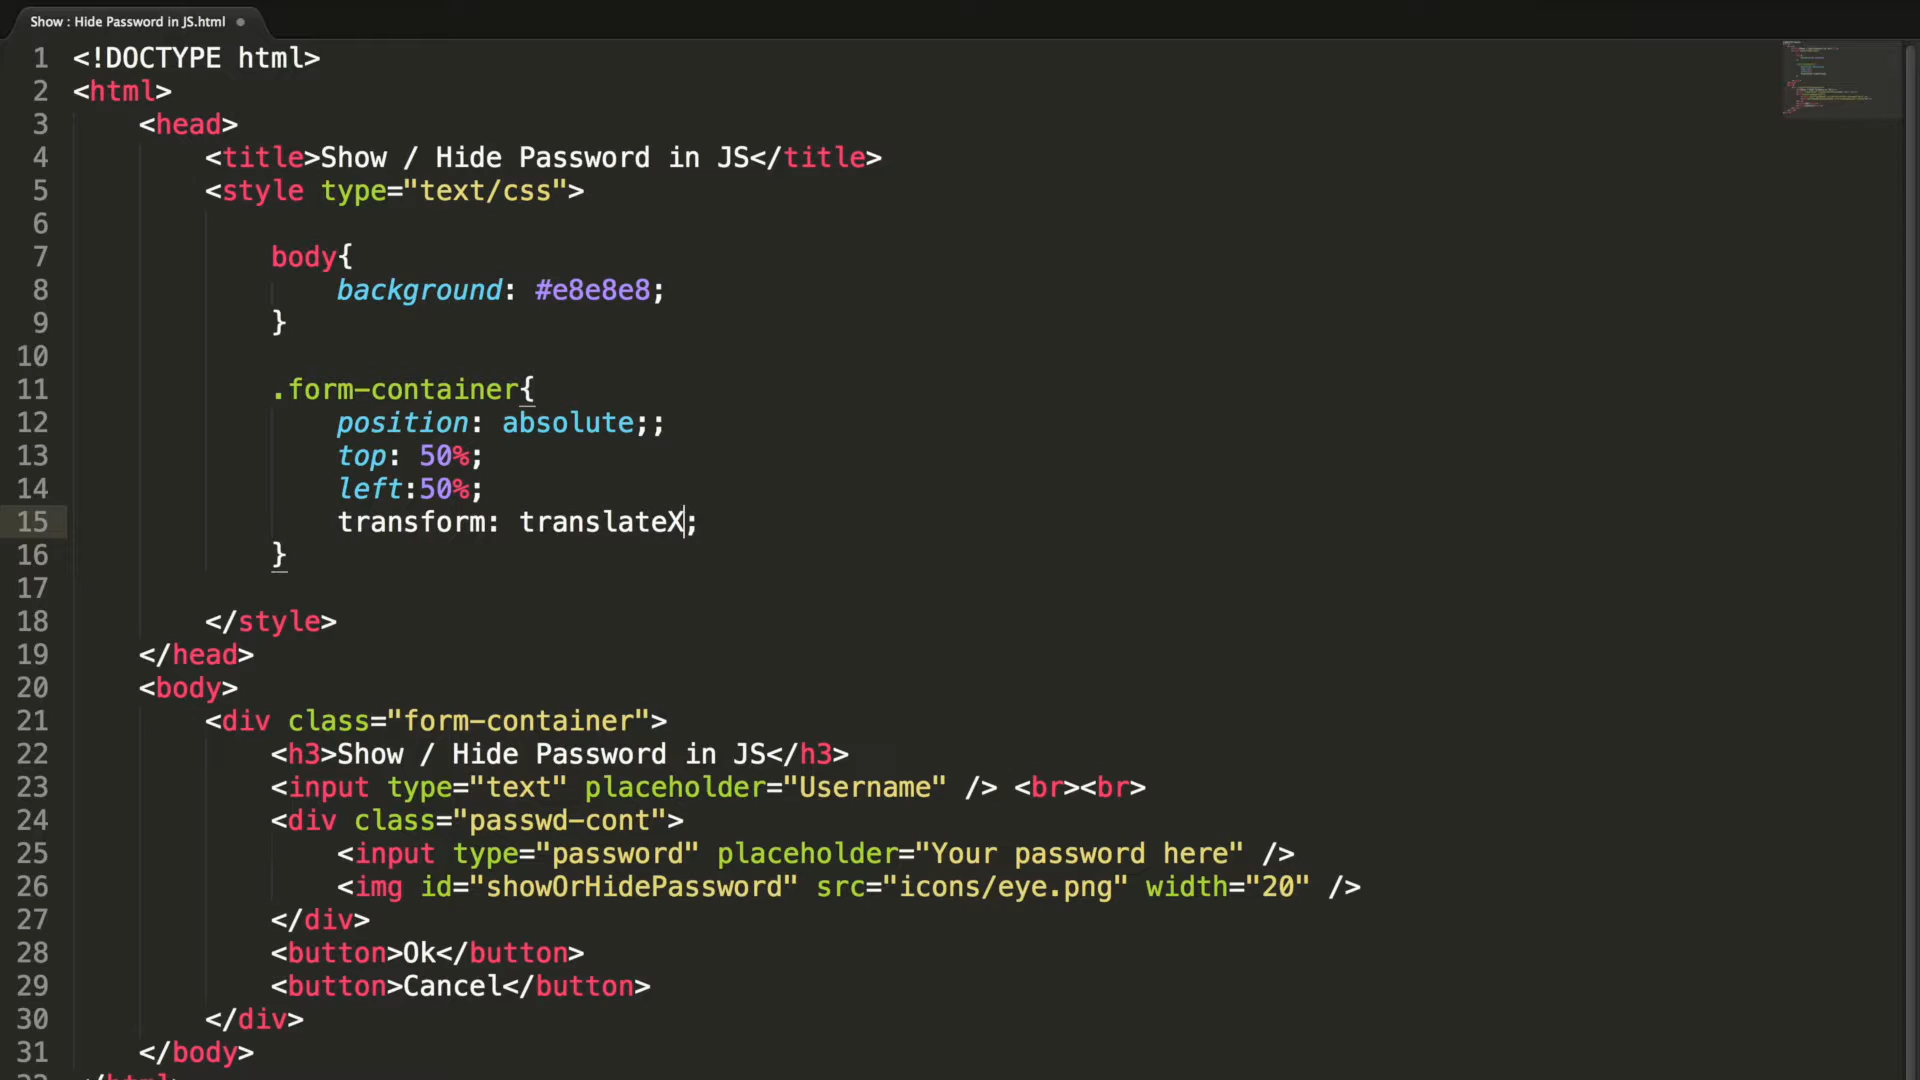 Show : Hide Password in JS.html
1 <!DOCTYPE html>
2 <html>
3 <head>
4 <title>Show / Hide Password in JS</title>
5 <style type="text/css">
6
7 body{
8 background: #e8e8e8;
9 }
10
11 .form-container{
12 position: absolute;;
13 top: 50%;
14 left:50%;
15 transform: translateX;
16 }
17
18 </style>
19 </head>
20 <body>
21 <div class="form-container">
22 <h3>Show / Hide Password in JS</h3>
23 <input type="text" placeholder="Username" /> <br><br>
24 <div class="passwd-cont">
25 <input type="password" placeholder="Your password here" />
26 <img id="showOrHidePassword" src="icons/eye.png" width="20" />
27 </div>
28 <button>Ok</button>
29 <button>Cancel</button>
30 </div>
31 </body>